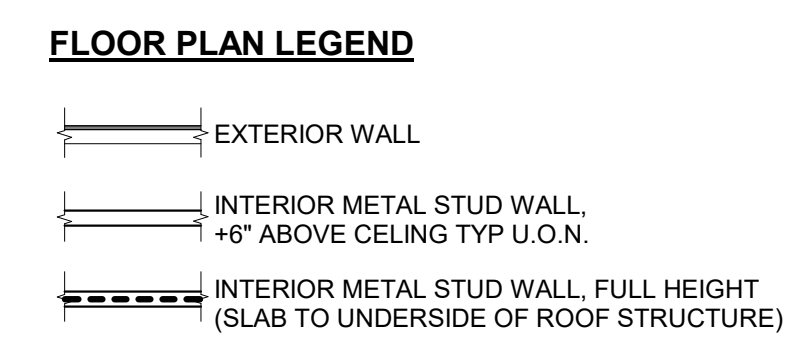 FLOOR PLAN LEGEND
EXTERIOR WALL
INTERIOR METAL STUD WALL,
+6" ABOVE CELING TYP U.O.N.
INTERIOR METAL STUD WALL, FULL HEIGHT
(SLAB TO UNDERSIDE OF ROOF STRUCTURE)